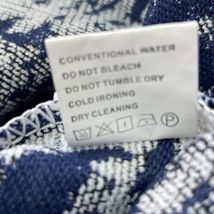 CONVENTIONAL WATER
DO NOT BLEACH
DO NOT TUMBLE DRY
COLD IRONING
DRY CLEANING